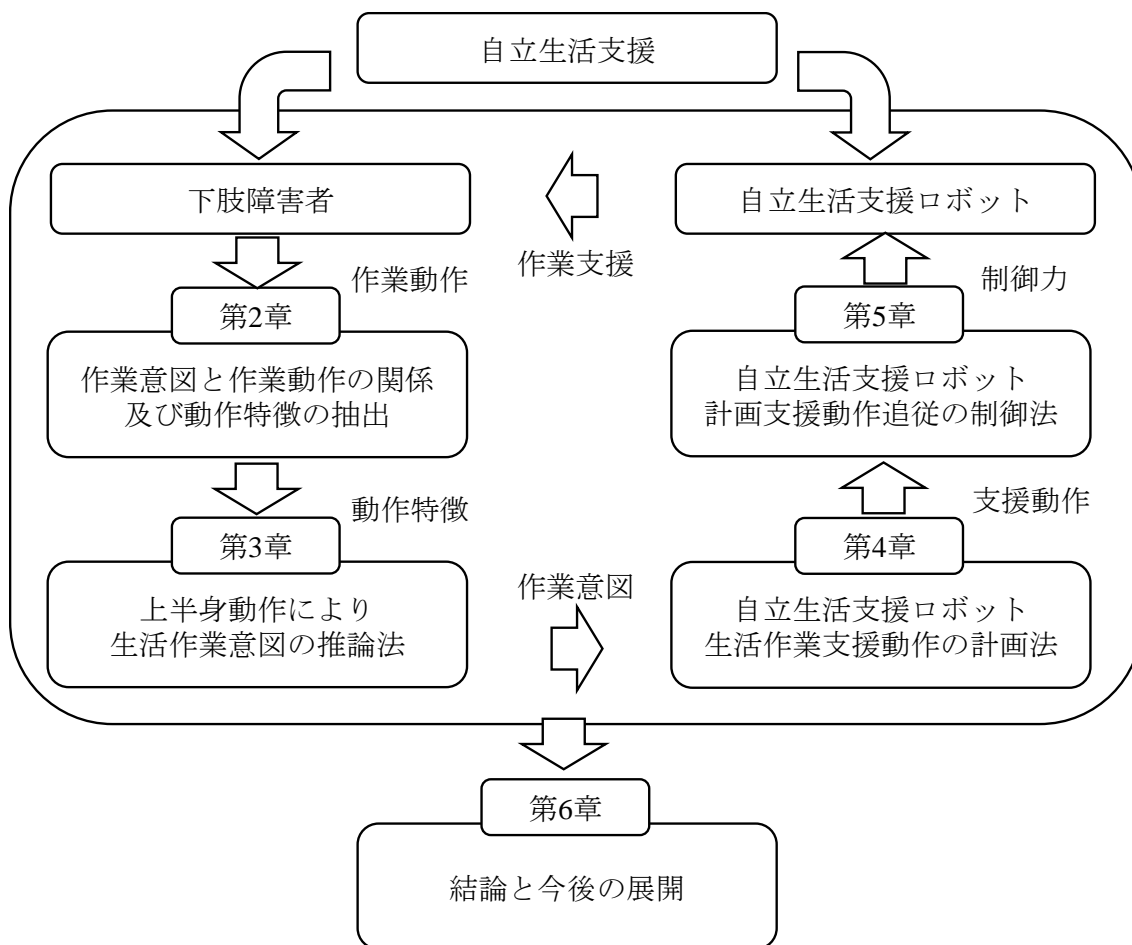 自立生活支援
下肢障害者
作業支援
自立生活支援ロボット
作業動作
第2章
作業意図と作業動作の関係
及び動作特徴の抽出
動作特徴
第3章
上半身動作により
生活作業意図の推論法
作業意図
第4章
自立生活支援ロボット
生活作業支援動作の計画法
支援動作
第5章
自立生活支援ロボット
計画支援動作追従の制御法
制御力
第6章
結論と今後の展開